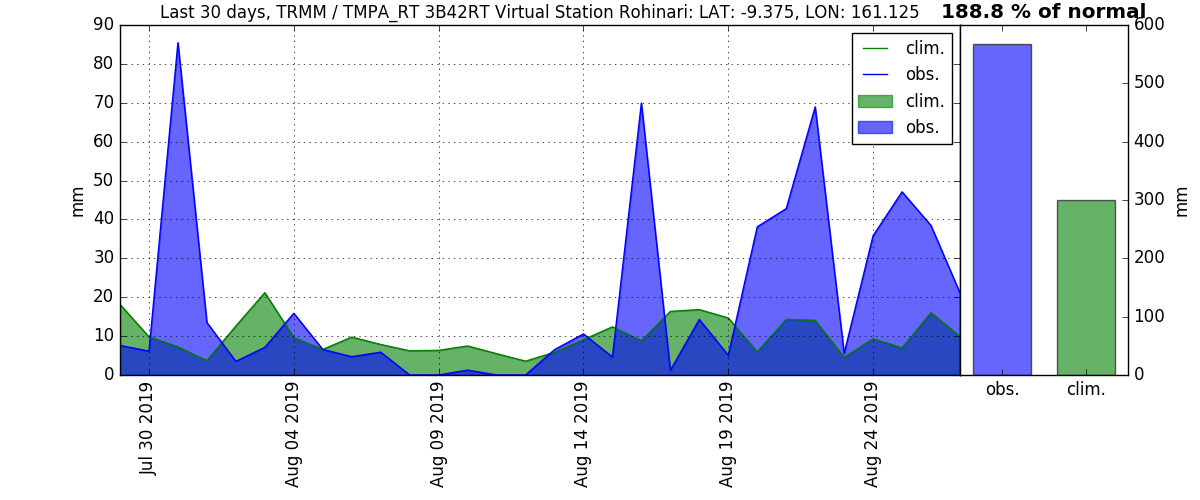 Last 30 days, TRMM / TMPA_RT 3B42RT Virtual Station Rohinari: LAT: -9.375, LON: 161.125
188.8 % of normal
90
80
70
60
50
40
30
20
10
0
mm
clim.
obs.
clim.
obs.
Jul 30 2019
Aug 04 2019
Aug 09 2019
Aug 14 2019
Aug 19 2019
Aug 24 2019
600
500
400
300
200
100
0
mm
obs.
clim.